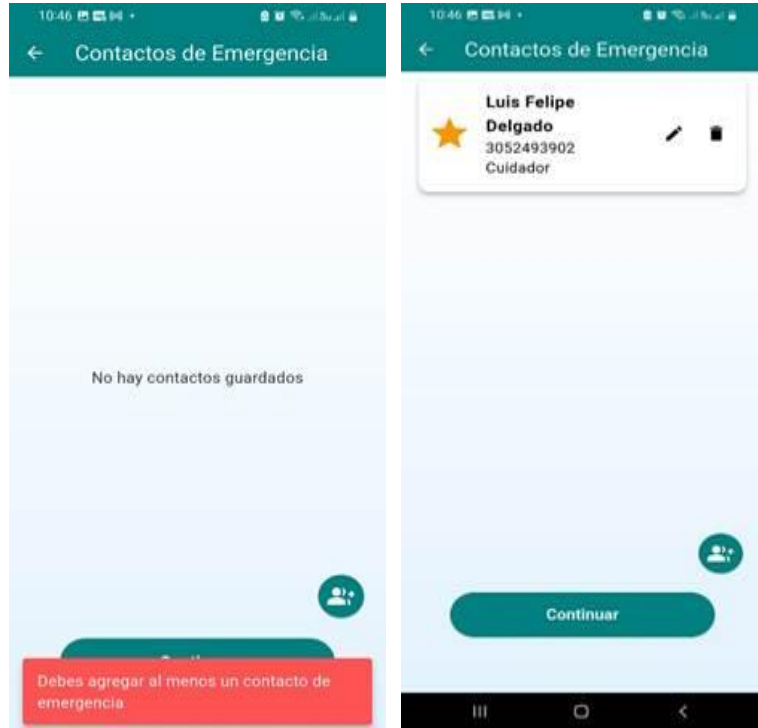 10:46
Contactos de Emergencia
No hay contactos guardados
Debes agregar al menos un contacto de
emergencia
10:46
Contactos de Emergencia
Luis Felipe
Delgado
3052493902
Cuidador
Continuar